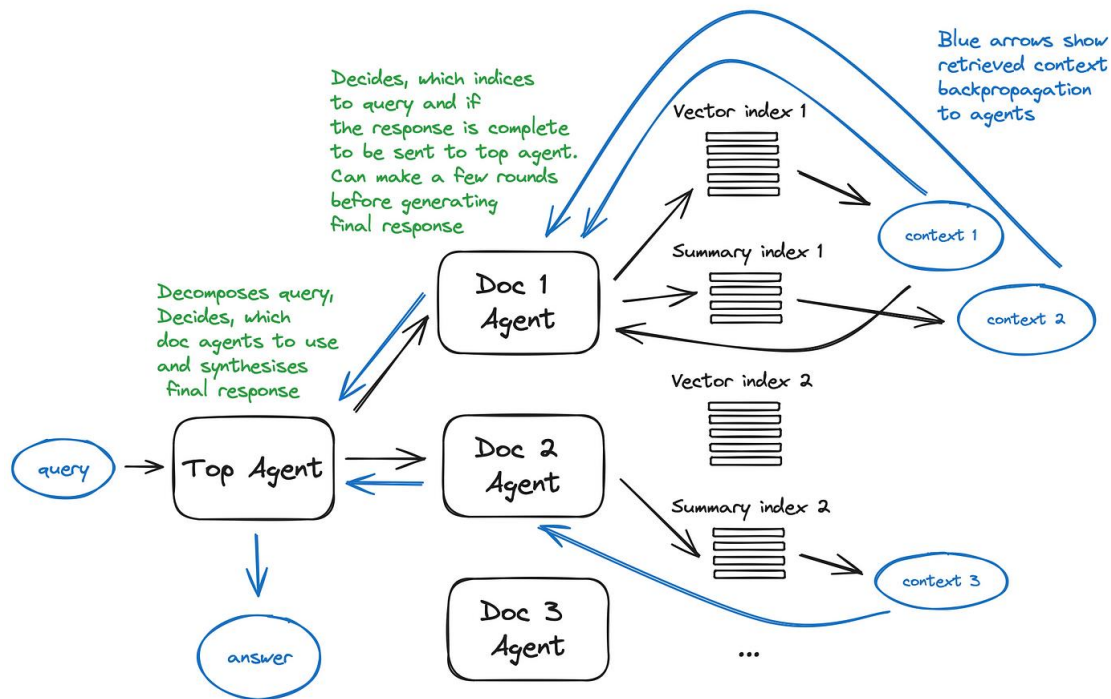 Blue arrows show
retrieved context
backpropagation
to agents
Decides, which indices
to query and if
the response is complete
to be sent to top agent.
Can make a few rounds
before generating
final response
Vector index 1
context 1
Summary index 1
context 2
Doc 1
Agent
Decomposes query,
Decides, which
doc agents to use
and synthesises
final response
Vector index 2
query
Top Agent
Doc 2
Agent
Summary index 2
context 3
Doc 3
Agent
answer
...